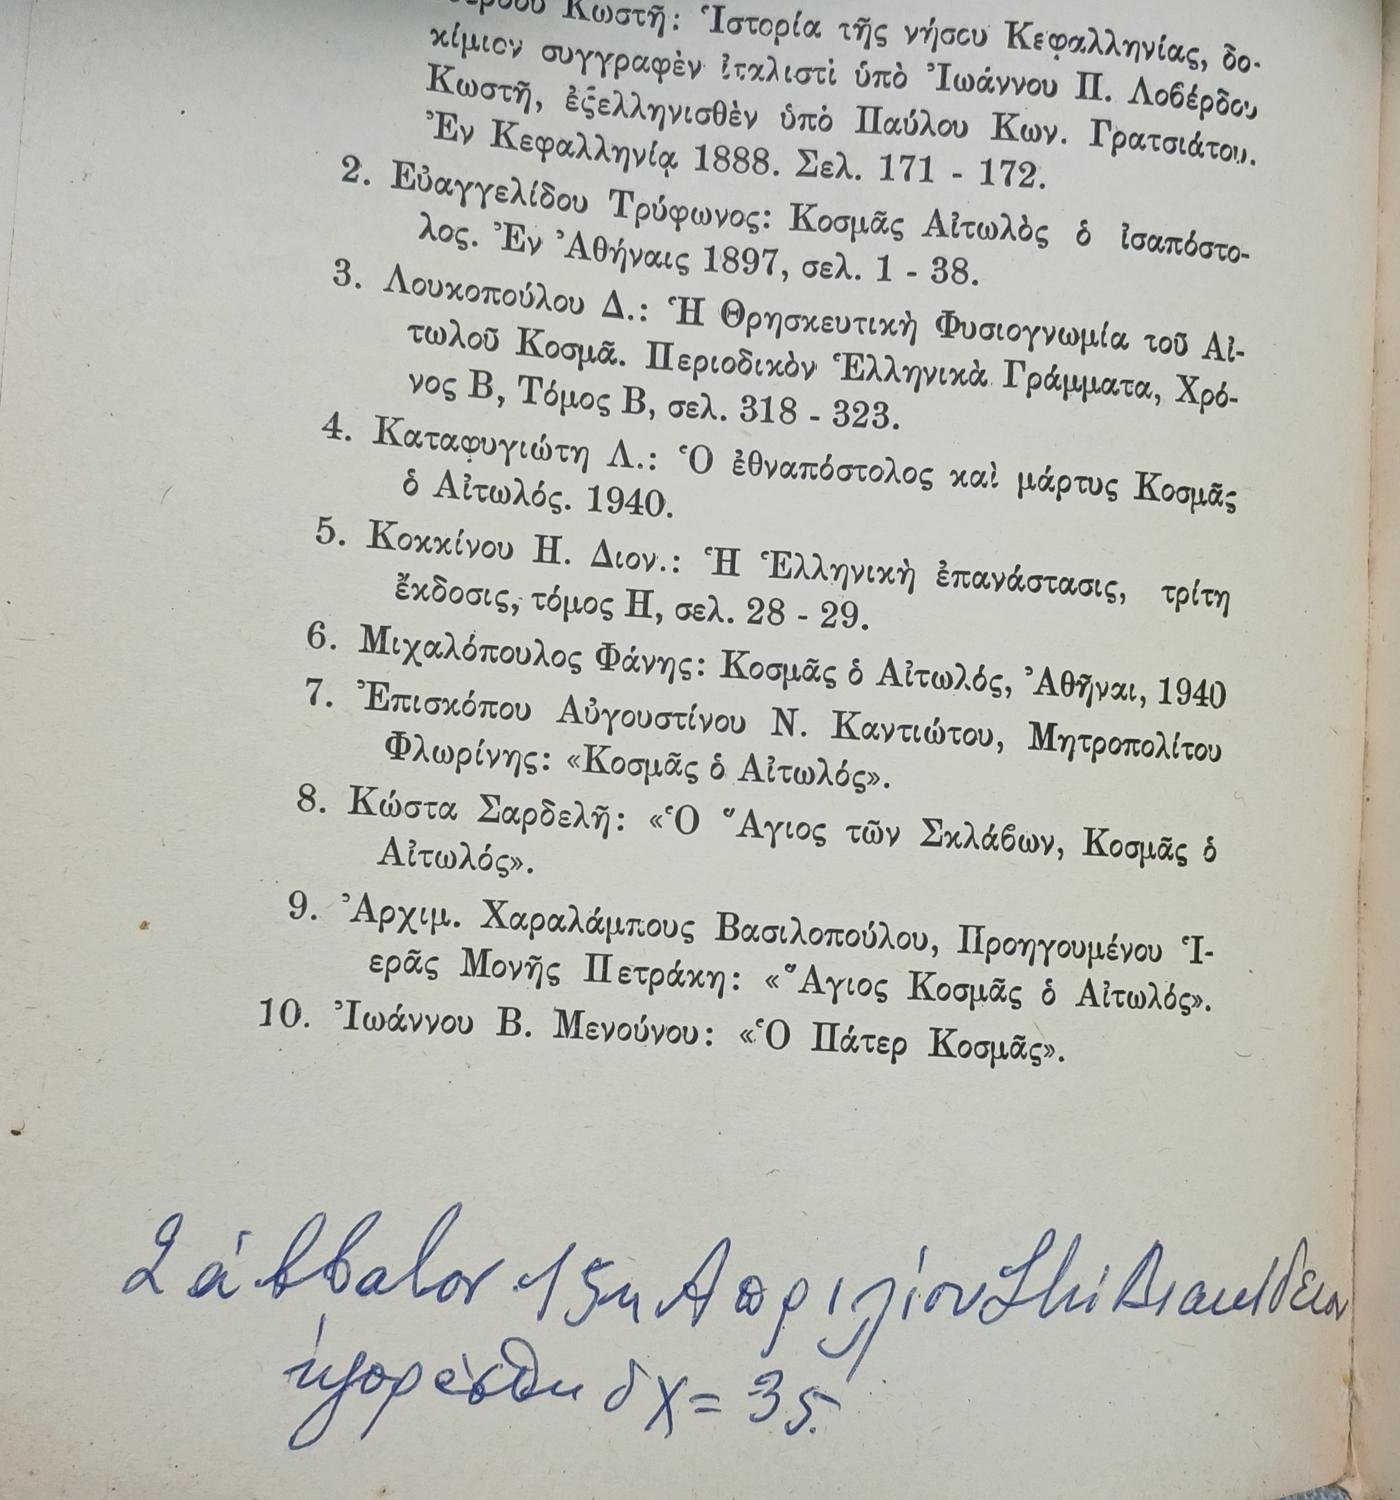 Κωστῆ: Ἱστορία τῆς νήσου Κεφαλληνίας, δο-
κίμιον συγγραφὲν ἰταλιστὶ ὑπὸ Ἰωάννου Π. Λοβέρδου
Κωστῆ, ἐξελληνισθὲν ὑπὸ Παύλου Κων. Γρατσιάτου.
Ἐν Κεφαλληνίᾳ 1888. Σελ. 171 - 172.
2. Εὐαγγελίδου Τρύφωνος: Κοσμᾶς Αἰτωλὸς ὁ ἰσαπόστο-
λος. Ἐν Ἀθήναις 1897, σελ. 1 - 38.
3. Λουκοπούλου Δ.: Ἡ Θρησκευτικὴ Φυσιογνωμία τοῦ Αἰ-
τωλοῦ Κοσμᾶ. Περιοδικὸν Ἑλληνικὰ Γράμματα, Χρό-
νος Β, Τόμος Β, σελ. 318 - 323.
4. Καταφυγιώτη Λ.: Ὁ ἐθναπόστολος καὶ μάρτυς Κοσμᾶς
ὁ Αἰτωλός. 1940.
5. Κοκκίνου Η. Διον.: Ἡ Ἑλληνικὴ ἐπανάστασις, τρίτη
ἔκδοσις, τόμος Η, σελ. 28 - 29.
6. Μιχαλόπουλος Φάνης: Κοσμᾶς ὁ Αἰτωλός, Ἀθῆναι, 1940
7. Ἐπισκόπου Αὐγουστίνου Ν. Καντιώτου, Μητροπολίτου
Φλωρίνης: «Κοσμᾶς ὁ Αἰτωλός».
8. Κώστα Σαρδελῆ: «Ὁ Ἅγιος τῶν Σκλάβων, Κοσμᾶς ὁ
Αἰτωλός».
9. Ἀρχιμ. Χαραλάμπους Βασιλοπούλου, Προηγουμένου Ἱ-
ερᾶς Μονῆς Πετράκη: «Ἅγιος Κοσμᾶς ὁ Αἰτωλός».
10. Ἰωάννου Β. Μενούνου: «Ὁ Πάτερ Κοσμᾶς».
Σάββατον 15η Απριλίου
ηγορέσθη δχ = 35.